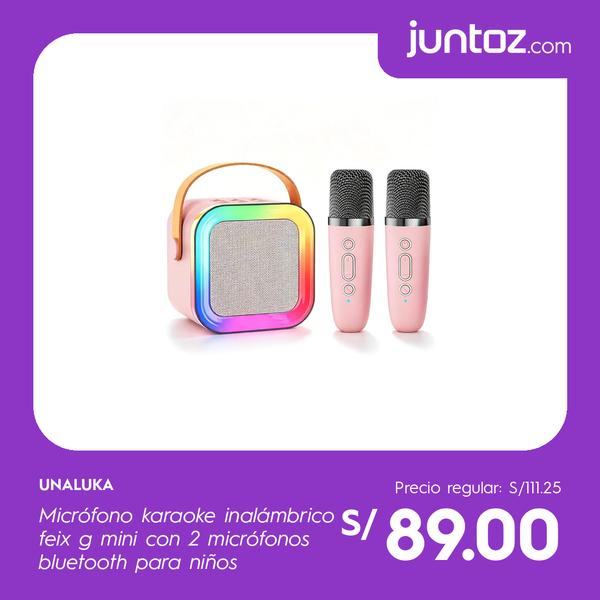 juntoz.com
UNALUKA
Micrófono karaoke inalámbrico
feix g mini con 2 micrófonos
bluetooth para niños
Precio regular: S/111.25
S/ 89.00